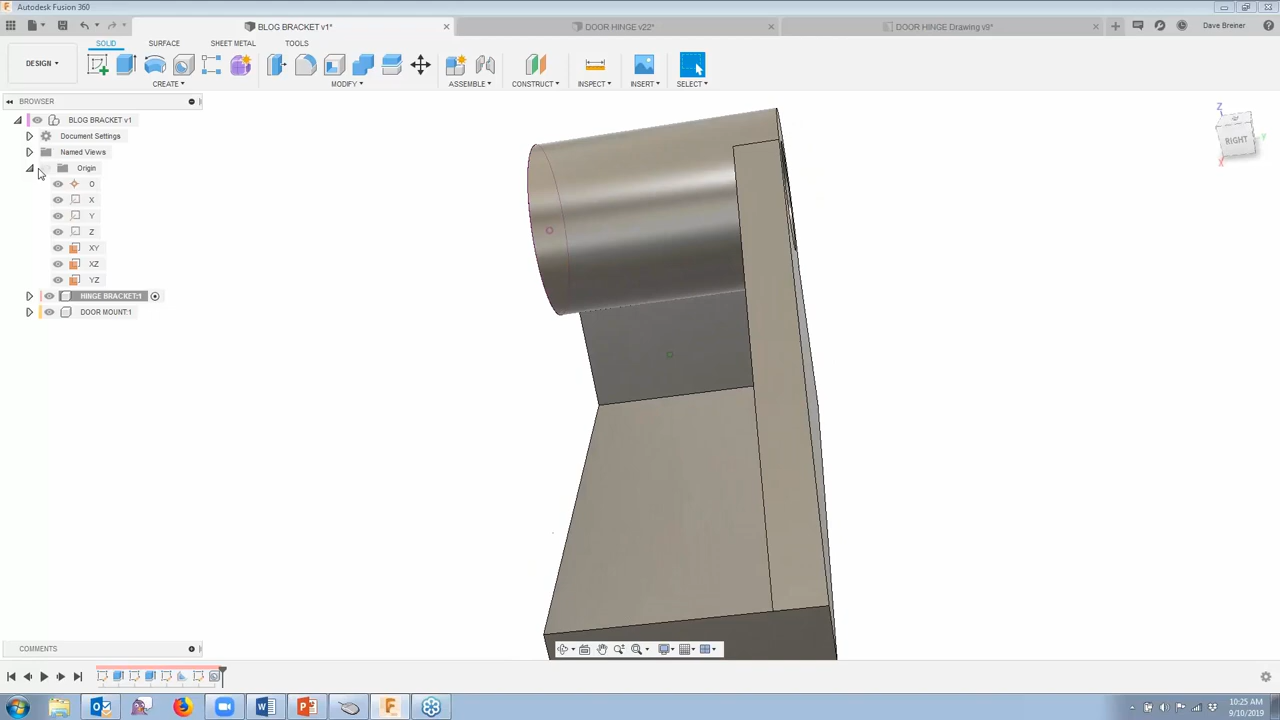 Autodesk Fusion 360
BLOG BRACKET v1*
DOOR HINGE v22*
DOOR HINGE Drawing v9*
Dave Breiner
DESIGN
SOLID
SURFACE
SHEET METAL
TOOLS
CREATE
MODIFY
ASSEMBLE
CONSTRUCT
INSPECT
INSERT
SELECT
BROWSER
BLOG BRACKET v1
Document Settings
Named Views
Origin
O
X
Y
Z
XY
XZ
YZ
HINGE BRACKET:1
DOOR MOUNT:1
Z
RIGHT
Y
X
COMMENTS
10:25 AM
9/10/2019